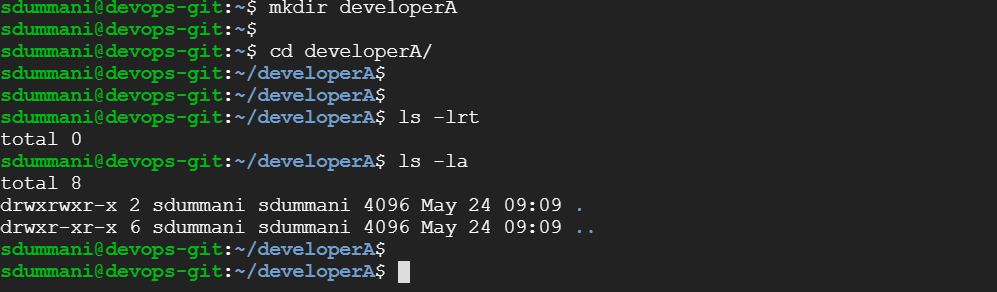 sdummani@devops-git:~$ mkdir developerA
sdummani@devops-git:~$
sdummani@devops-git:~$ cd developerA/
sdummani@devops-git:~/developerA$
sdummani@devops-git:~/developerA$
sdummani@devops-git:~/developerA$ ls -lrt
total 0
sdummani@devops-git:~/developerA$ ls -la
total 8
drwxrwxr-x 2 sdummani sdummani 4096 May 24 09:09 .
drwxr-xr-x 6 sdummani sdummani 4096 May 24 09:09 ..
sdummani@devops-git:~/developerA$
sdummani@devops-git:~/developerA$